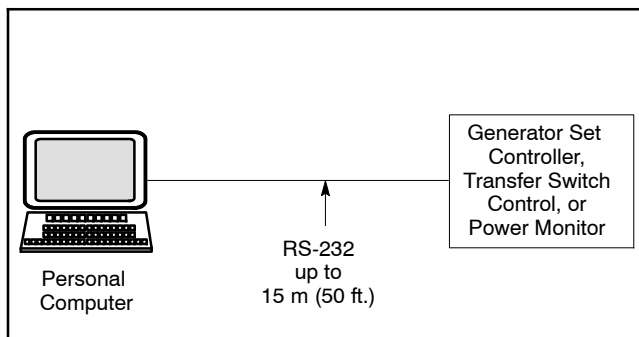 Generator Set
Controller,
Transfer Switch
Control, or
Power Monitor
RS-232
up to
15 m (50 ft.)
Personal
Computer